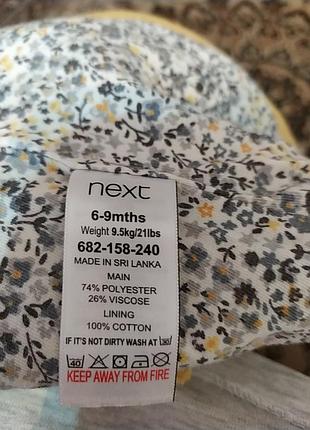 next
6-9mths
Weight 9.5kg/21lbs
682-158-240
MADE IN SRI LANKA
MAIN
74% POLYESTER
26% VISCOSE
LINING
100% COTTON
IF IT'S NOT DIRTY WASH AT
40
KEEP AWAY FROM FIRE